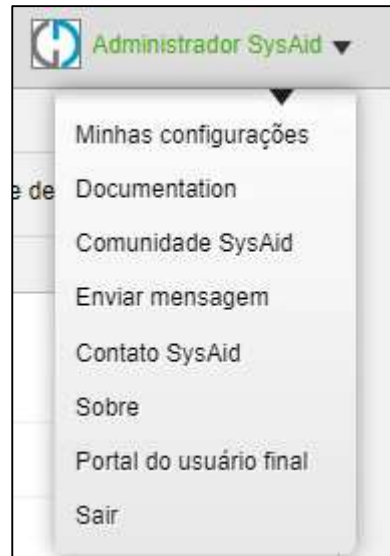 Administrador SysAid
Minhas configurações
e de
Documentation
Comunidade SysAid
Enviar mensagem
Contato SysAid
Sobre
Portal do usuário final
Sair